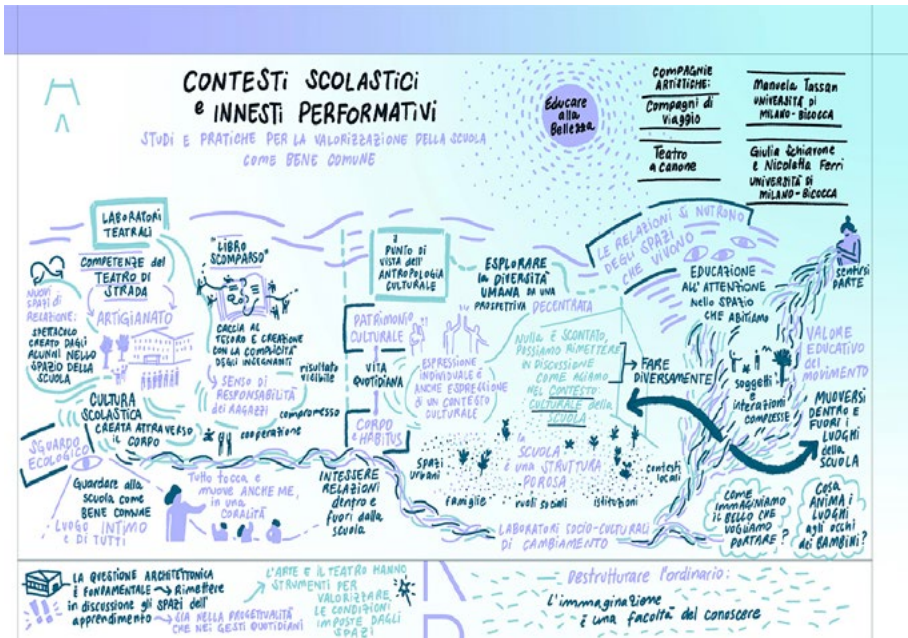 CONTESTI SCOLASTICI
e INNESTI PERFORMATIVI
STUDI E PRATICHE PER LA VALORIZZAZIONE DELLA SCUOLA
COME BENE COMUNE
Educare
alla
Bellezza
COMPAGNIE
ARTISTICHE:
Compagni di
Viaggio
Teatro
a Canone
Manuela Tassan
UNIVERSITÀ DI
MILANO-BICOCCA
Giulia Schiavone
e Nicoletta Ferri
UNIVERSITÀ DI
MILANO-BICOCCA
LABORATORI
TEATRALI
COMPETENZE del
TEATRO DI
STRADA
ARTIGIANATO
NUOVI
SPAZI DI
RELAZIONE:
SPETTACOLO
CREATO DAGLI
ALUNNI NELLO
SPAZIO DELLA
SCUOLA
"LIBRO
SCOMPARSO"
CACCIA AL
TESORO E CREAZIONE
CON LA COMPLICITÀ
DEGLI INSEGNANTI
SENSO DI
RESPONSABILITÀ
dei RAGAZZI
risultato
visibile
compromesso
cooperazione
CULTURA
SCOLASTICA
CREATA ATTRAVERSO
IL CORPO
SGUARDO
ECOLOGICO
Guardare alla
scuola come
BENE COMUNE
LUOGO INTIMO
E DI TUTTI
Tutto tocca e
muove ANCHE ME,
in una
CORALITÀ
INTESSERE
RELAZIONI
dentro e
fuori dalla
scuola
il
PUNTO DI
VISTA dell'
ANTROPOLOGIA
CULTURALE
ESPLORARE
la DIVERSITÀ
UMANA DA UNA
PROSPETTIVA
DECENTRATA
PATRIMONIO
CULTURALE
VITA
QUOTIDIANA
CORPO
e HABITUS
ESPRESSIONE
INDIVIDUALE È
ANCHE ESPRESSIONE
DI UN CONTESTO
CULTURALE
Nulla è SCONTATO,
POSSIAMO RIMETTERE
IN DISCUSSIONE
COME AGIAMO
NEL CONTESTO
CULTURALE della
SCUOLA
FARE
DIVERSAMENTE
la
SCUOLA
È UNA STRUTTURA
POROSA
SPAZI
URBANI
famiglie
ruoli sociali
istituzioni
contesti
locali
LABORATORI SOCIO-CULTURALI
DI CAMBIAMENTO
LE RELAZIONI SI NUTRONO
DEGLI SPAZI
CHE VIVONO
EDUCAZIONE
ALL'ATTENZIONE
NELLO SPAZIO
CHE ABITIAMO
soggetti
e
interazioni
complesse
sentirsi
PARTE
VALORE
EDUCATIVO
del
MOVIMENTO
MUOVERSI
DENTRO E
FUORI I
LUOGHI
della
SCUOLA
COME
IMMAGINIAMO
IL BELLO CHE
VOGLIAMO
PORTARE?
COSA
ANIMA I
LUOGHI
agli OCCHI
dei BAMBINI?
LA QUESTIONE ARCHITETTONICA
È FONDAMENTALE → Rimettere
in discussione gli SPAZI dell'
apprendimento → SIA NELLA PROGETTUALITÀ
CHE NEI GESTI QUOTIDIANI
L'ARTE E IL TEATRO HANNO
STRUMENTI PER
VALORIZZARE
LE CONDIZIONI
IMPOSTE DAGLI
SPAZI
Destrutturare l'ordinario:
L'immaginazione
è una facoltà del conoscere